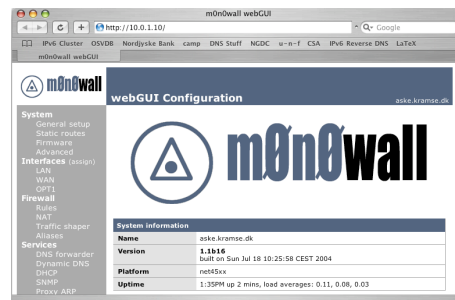 m0n0wall webGUI
http://10.0.1.10/
Google
IPv6 Cluster OSVDB Nordjyske Bank camp DNS Stuff NGDC u-n-f CSA IPv6 Reverse DNS LaTeX
m0n0wall webGUI
m0n0wall
webGUI Configuration
aske.kramse.dk
System
General setup
Static routes
Firmware
Advanced
Interfaces (assign)
LAN
WAN
OPT1
Firewall
Rules
NAT
Traffic shaper
Aliases
Services
DNS forwarder
Dynamic DNS
DHCP
SNMP
Proxy ARP
m0n0wall
System information
Name aske.kramse.dk
Version 1.1b16
built on Sun Jul 18 10:25:58 CEST 2004
Platform net45xx
Uptime 1:35PM up 2 mins, load averages: 0.11, 0.08, 0.03